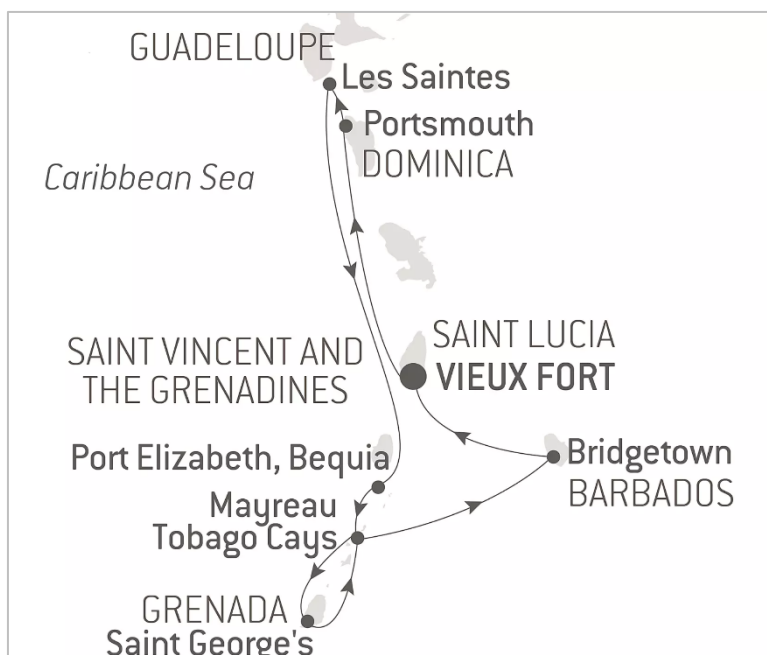 GUADELOUPE
Les Saintes
Portsmouth
DOMINICA
Caribbean Sea
SAINT LUCIA
VIEUX FORT
SAINT VINCENT AND
THE GRENADINES
Port Elizabeth, Bequia
Bridgetown
BARBADOS
Mayreau
Tobago Cays
GRENADA
Saint George's